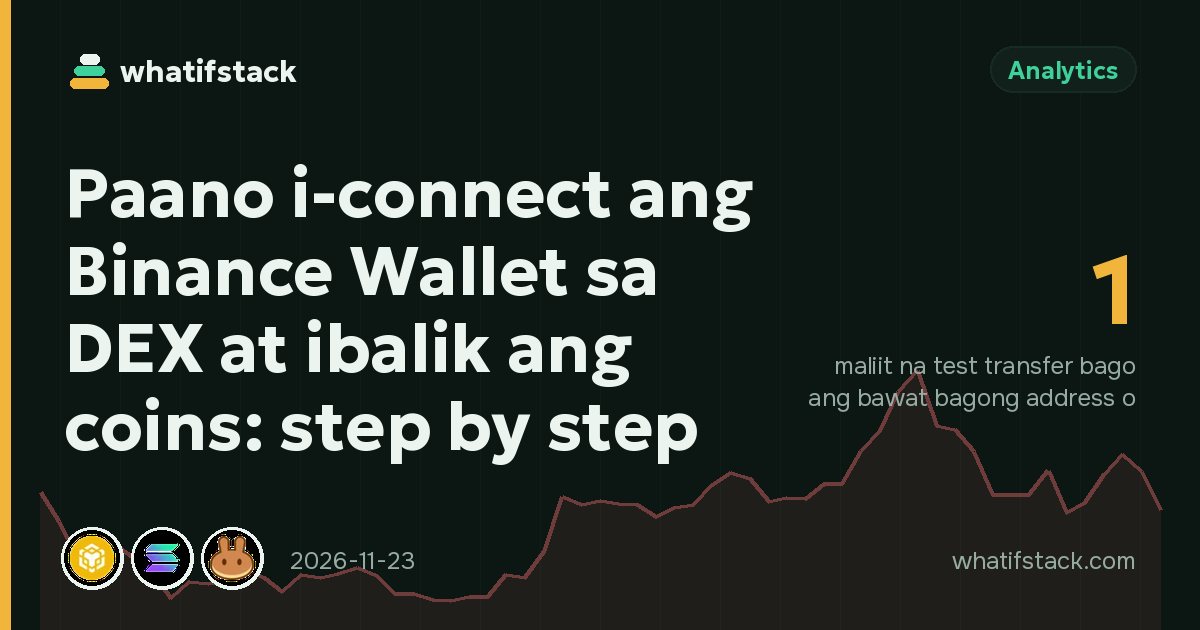 whatifstack
Analytics
Paano i-connect ang
Binance Wallet sa
DEX at ibalik ang
coins: step by step
1
maliit na test transfer bago
ang bawat bagong address o
2026-11-23
whatifstack.com